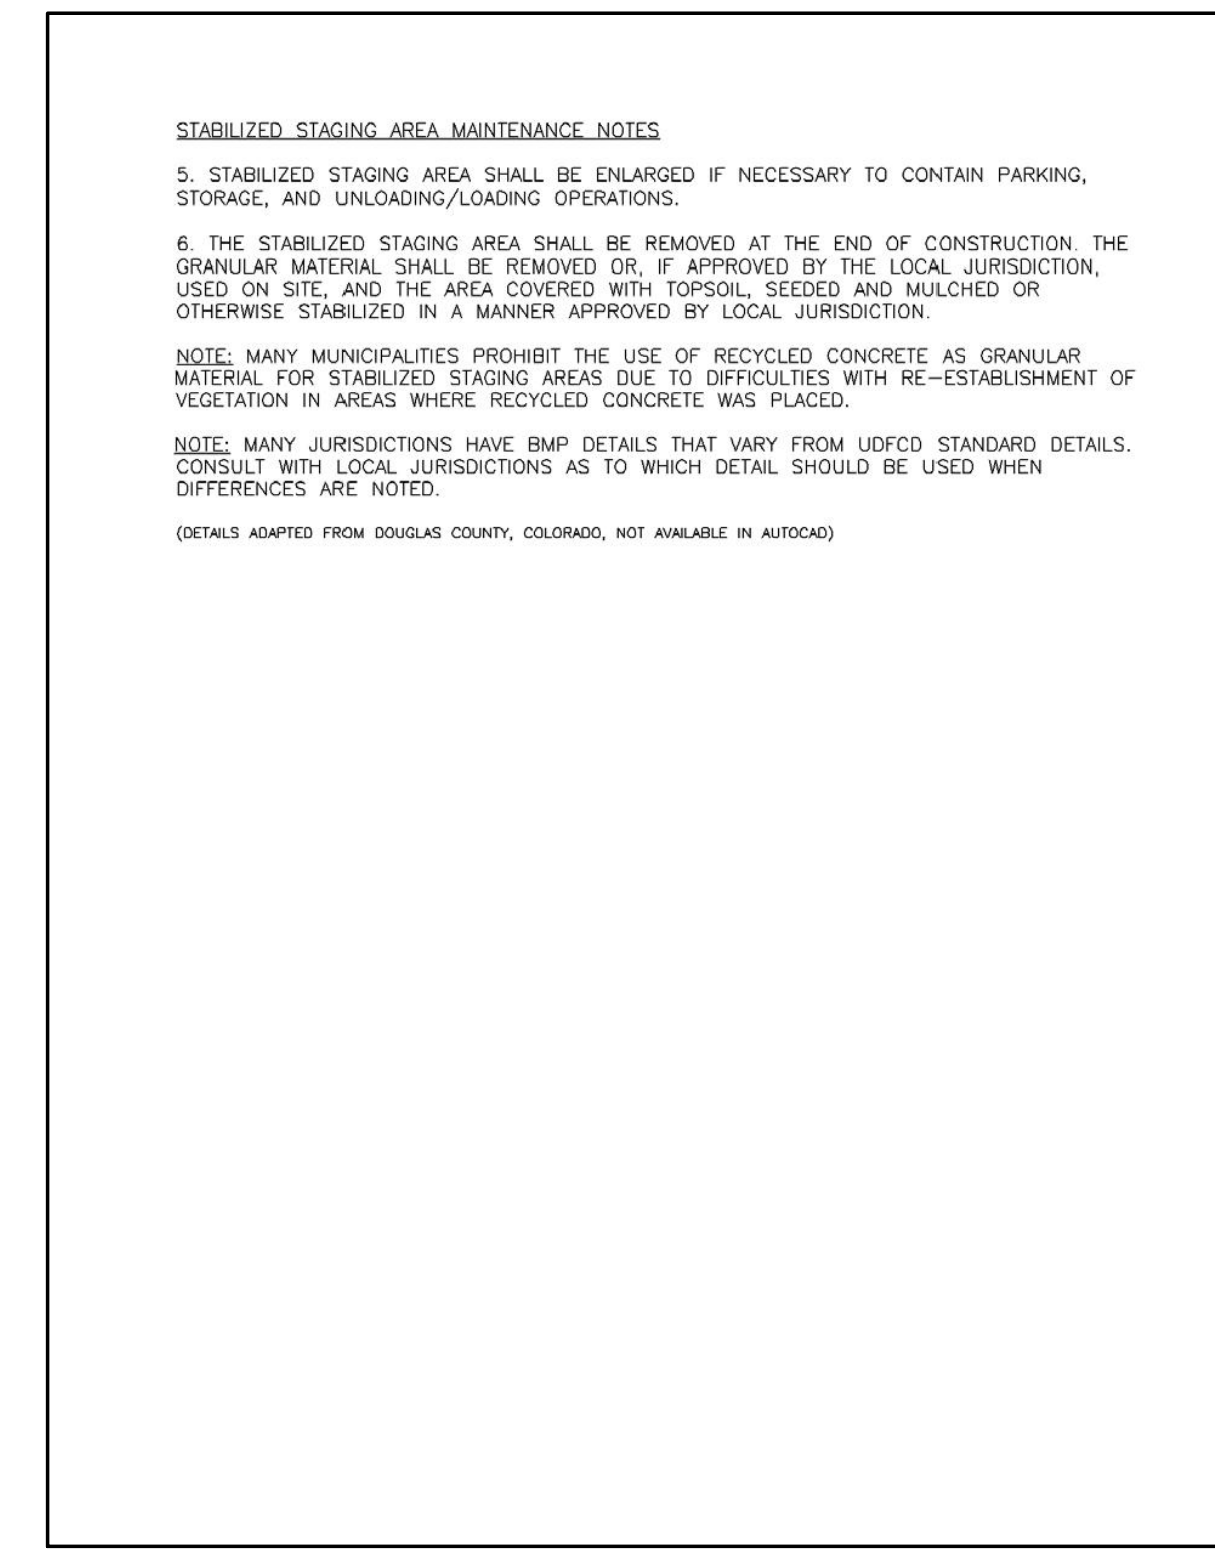 STABILIZED STAGING AREA MAINTENANCE NOTES
5. STABILIZED STAGING AREA SHALL BE ENLARGED IF NECESSARY TO CONTAIN PARKING,
STORAGE, AND UNLOADING/LOADING OPERATIONS.
6. THE STABILIZED STAGING AREA SHALL BE REMOVED AT THE END OF CONSTRUCTION. THE
GRANULAR MATERIAL SHALL BE REMOVED OR, IF APPROVED BY THE LOCAL JURISDICTION,
USED ON SITE, AND THE AREA COVERED WITH TOPSOIL, SEEDED AND MULCHED OR
OTHERWISE STABILIZED IN A MANNER APPROVED BY LOCAL JURISDICTION.
NOTE: MANY MUNICIPALITIES PROHIBIT THE USE OF RECYCLED CONCRETE AS GRANULAR
MATERIAL FOR STABILIZED STAGING AREAS DUE TO DIFFICULTIES WITH RE-ESTABLISHMENT OF
VEGETATION IN AREAS WHERE RECYCLED CONCRETE WAS PLACED.
NOTE: MANY JURISDICTIONS HAVE BMP DETAILS THAT VARY FROM UDFCD STANDARD DETAILS.
CONSULT WITH LOCAL JURISDICTIONS AS TO WHICH DETAIL SHOULD BE USED WHEN
DIFFERENCES ARE NOTED.
(DETAILS ADAPTED FROM DOUGLAS COUNTY, COLORADO, NOT AVAILABLE IN AUTOCAD)